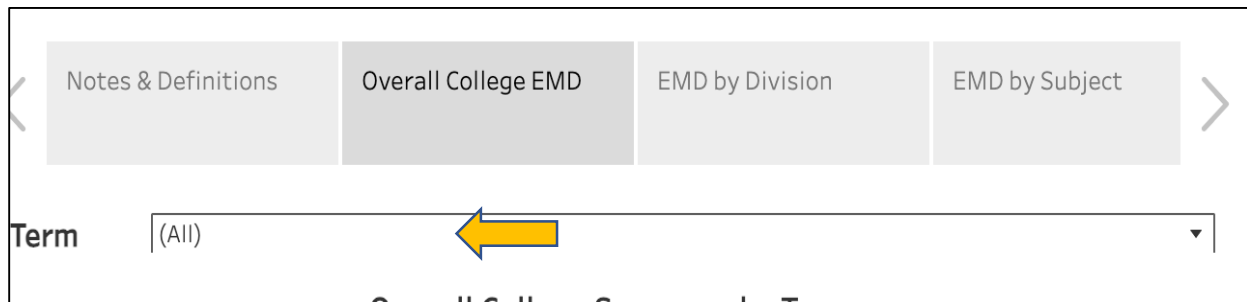 Notes & Definitions
Overall College EMD
EMD by Division
EMD by Subject
Term
(All)